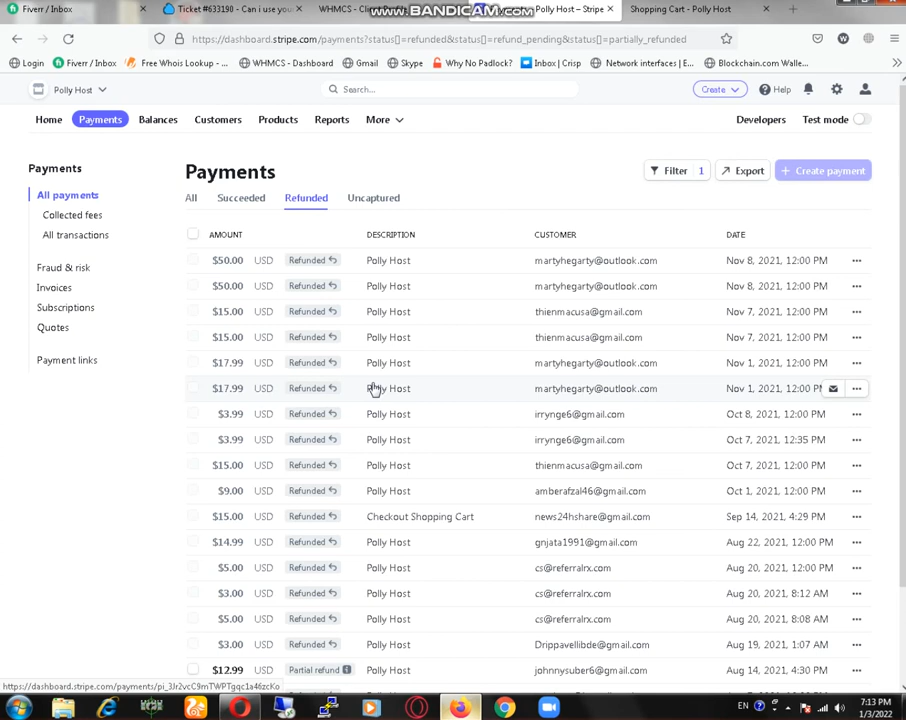 Fiverr / Inbox
Ticket #633190 - Can i use your
WHMCS - Cli
Polly Host – Stripe
Shopping Cart - Polly Host
www.BANDICAM.com
https://dashboard.stripe.com/payments?status[]=refunded&status[]=refund_pending&status[]=partially_refunded
Login
Fiverr / Inbox
Free Whois Lookup - ...
WHMCS - Dashboard
Gmail
Skype
Why No Padlock?
Inbox | Crisp
Network interfaces | E...
Blockchain.com Walle...
Polly Host
Search...
Create
Help
Home
Payments
Balances
Customers
Products
Reports
More
Developers
Test mode
Payments
All payments
Collected fees
All transactions
Fraud & risk
Invoices
Subscriptions
Quotes
Payment links
Payments
Filter 1
Export
+ Create payment
All
Succeeded
Refunded
Uncaptured
AMOUNT DESCRIPTION CUSTOMER DATE
$50.00 USD Refunded Polly Host martyhegarty@outlook.com Nov 8, 2021, 12:00 PM
$50.00 USD Refunded Polly Host martyhegarty@outlook.com Nov 8, 2021, 12:00 PM
$15.00 USD Refunded Polly Host thienmacusa@gmail.com Nov 7, 2021, 12:00 PM
$15.00 USD Refunded Polly Host thienmacusa@gmail.com Nov 7, 2021, 12:00 PM
$17.99 USD Refunded Polly Host martyhegarty@outlook.com Nov 1, 2021, 12:00 PM
$17.99 USD Refunded Polly Host martyhegarty@outlook.com Nov 1, 2021, 12:00 PM
$3.99 USD Refunded Polly Host irrynge6@gmail.com Oct 8, 2021, 12:00 PM
$3.99 USD Refunded Polly Host irrynge6@gmail.com Oct 7, 2021, 12:35 PM
$15.00 USD Refunded Polly Host thienmacusa@gmail.com Oct 7, 2021, 12:00 PM
$9.00 USD Refunded Polly Host amberafzal46@gmail.com Oct 1, 2021, 12:00 PM
$15.00 USD Refunded Checkout Shopping Cart news24hshare@gmail.com Sep 14, 2021, 4:29 PM
$14.99 USD Refunded Polly Host gnjata1991@gmail.com Aug 22, 2021, 12:00 PM
$5.00 USD Refunded Polly Host cs@referralrx.com Aug 20, 2021, 12:00 PM
$3.00 USD Refunded Polly Host cs@referralrx.com Aug 20, 2021, 8:12 AM
$5.00 USD Refunded Polly Host cs@referralrx.com Aug 20, 2021, 8:08 AM
$3.00 USD Refunded Polly Host Drippavellibde@gmail.com Aug 19, 2021, 1:07 AM
$12.99 USD Partial refund Polly Host johnnysuber6@gmail.com Aug 14, 2021, 4:30 PM
https://dashboard.stripe.com/payments/pi_3Jr2vcC9mTWPTgqc1a46zcKo
EN
7:13 PM
1/3/2022